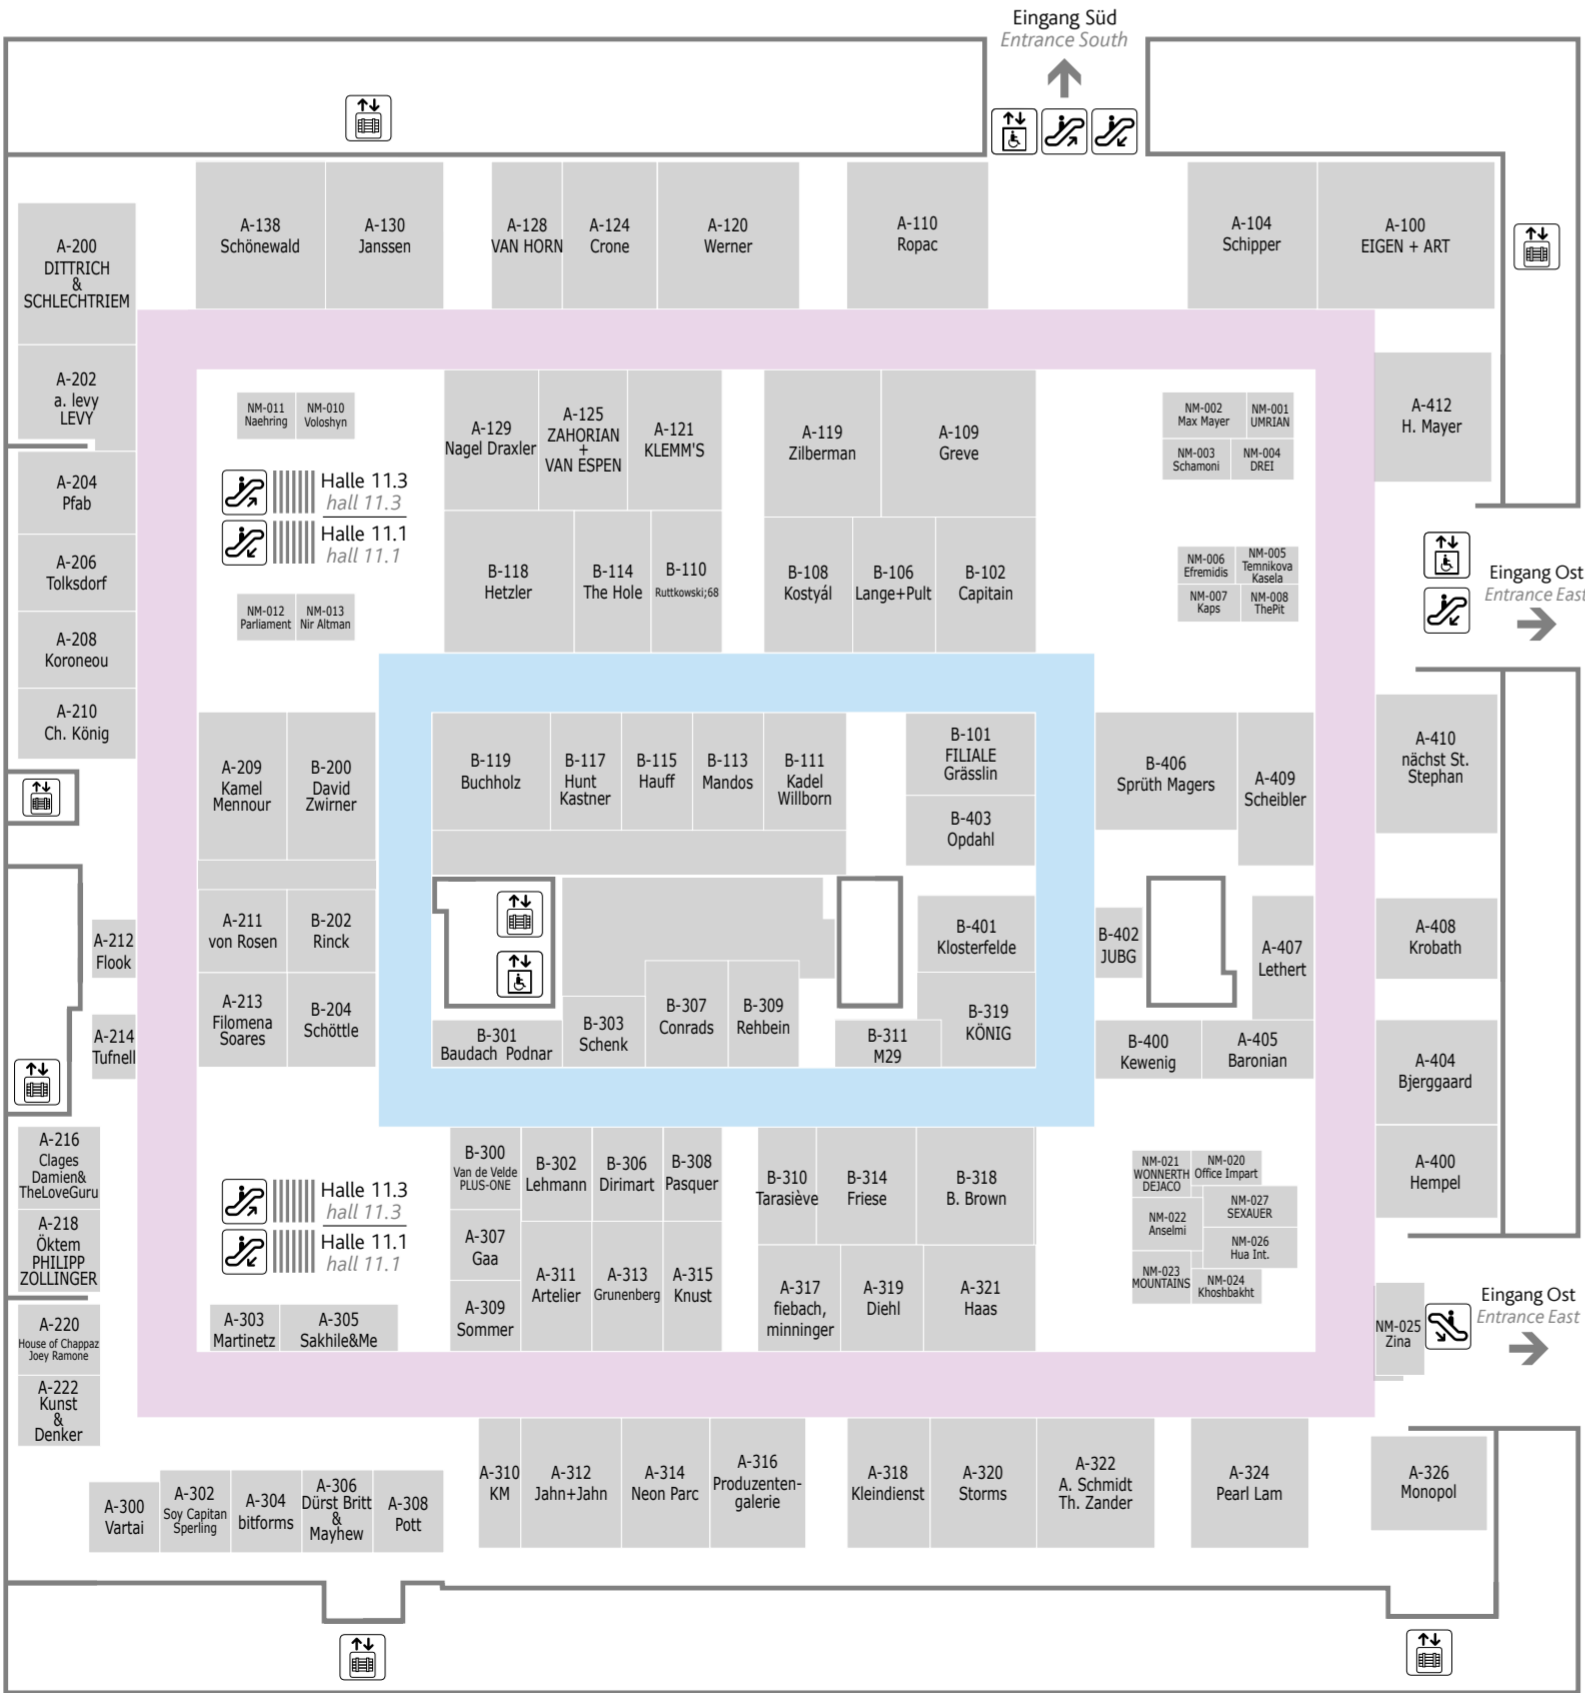 Eingang Süd
Entrance South
A-138
Schönewald
A-130
Janssen
A-128
VAN HORN
A-124
Crone
A-120
Werner
A-110
Ropac
A-104
Schipper
A-100
EIGEN + ART
A-200
DITTRICH
&
SCHLECHTRIEM
A-202
a. levy
LEVY
A-204
Pfab
A-206
Tolksdorf
A-208
Koroneou
A-210
Ch. König
NM-011
Naehring
NM-010
Voloshyn
Halle 11.3
hall 11.3
Halle 11.1
hall 11.1
NM-012
Parliament
NM-013
Nir Altman
A-129
Nagel Draxler
A-125
ZAHORIAN
+
VAN ESPEN
A-121
KLEMM'S
A-119
Zilberman
A-109
Greve
B-118
Hetzler
B-114
The Hole
B-110
Ruttkowski;68
B-108
Kostyál
B-106
Lange+Pult
B-102
Capitain
NM-002
Max Mayer
NM-001
UMRIAN
NM-003
Schamoni
NM-004
DREI
NM-006
Efremidis
NM-005
Temnikova
Kasela
NM-007
Kaps
NM-008
ThePit
A-412
H. Mayer
Eingang Ost
Entrance East
A-209
Kamel
Mennour
B-200
David
Zwirner
B-119
Buchholz
B-117
Hunt
Kastner
B-115
Hauff
B-113
Mandos
B-111
Kadel
Willborn
B-101
FILIALE
Grässlin
B-403
Opdahl
B-406
Sprüth Magers
A-409
Scheibler
A-410
nächst St.
Stephan
A-212
Flook
A-214
Tufnell
A-211
von Rosen
B-202
Rinck
A-213
Filomena
Soares
B-204
Schöttle
B-301
Baudach Podnar
B-303
Schenk
B-307
Conrads
B-309
Rehbein
B-311
M29
B-401
Klosterfelde
B-319
KÖNIG
B-402
JUBG
A-407
Lethert
B-400
Kewenig
A-405
Baronian
A-408
Krobath
A-404
Bjerggaard
A-400
Hempel
A-216
Clages
Damien&
TheLoveGuru
A-218
Öktem
PHILIPP
ZOLLINGER
A-220
House of Chappaz
Joey Ramone
A-222
Kunst
&
Denker
Halle 11.3
hall 11.3
Halle 11.1
hall 11.1
A-303
Martinetz
A-305
Sakhile&Me
B-300
Van de Velde
PLUS-ONE
B-302
Lehmann
B-306
Dirimart
B-308
Pasquer
B-310
Tarasiève
B-314
Friese
B-318
B. Brown
A-307
Gaa
A-309
Sommer
A-311
Artelier
A-313
Grunenberg
A-315
Knust
A-317
fiebach,
minninger
A-319
Diehl
A-321
Haas
NM-021
WONNERTH
DEJACO
NM-020
Office Impart
NM-027
SEXAUER
NM-022
Anselmi
NM-026
Hua Int.
NM-023
MOUNTAINS
NM-024
Khoshbakht
NM-025
Zina
Eingang Ost
Entrance East
A-300
Vartai
A-302
Soy Capitan
Sperling
A-304
bitforms
A-306
Dürst Britt
&
Mayhew
A-308
Pott
A-310
KM
A-312
Jahn+Jahn
A-314
Neon Parc
A-316
Produzenten-
galerie
A-318
Kleindienst
A-320
Storms
A-322
A. Schmidt
Th. Zander
A-324
Pearl Lam
A-326
Monopol